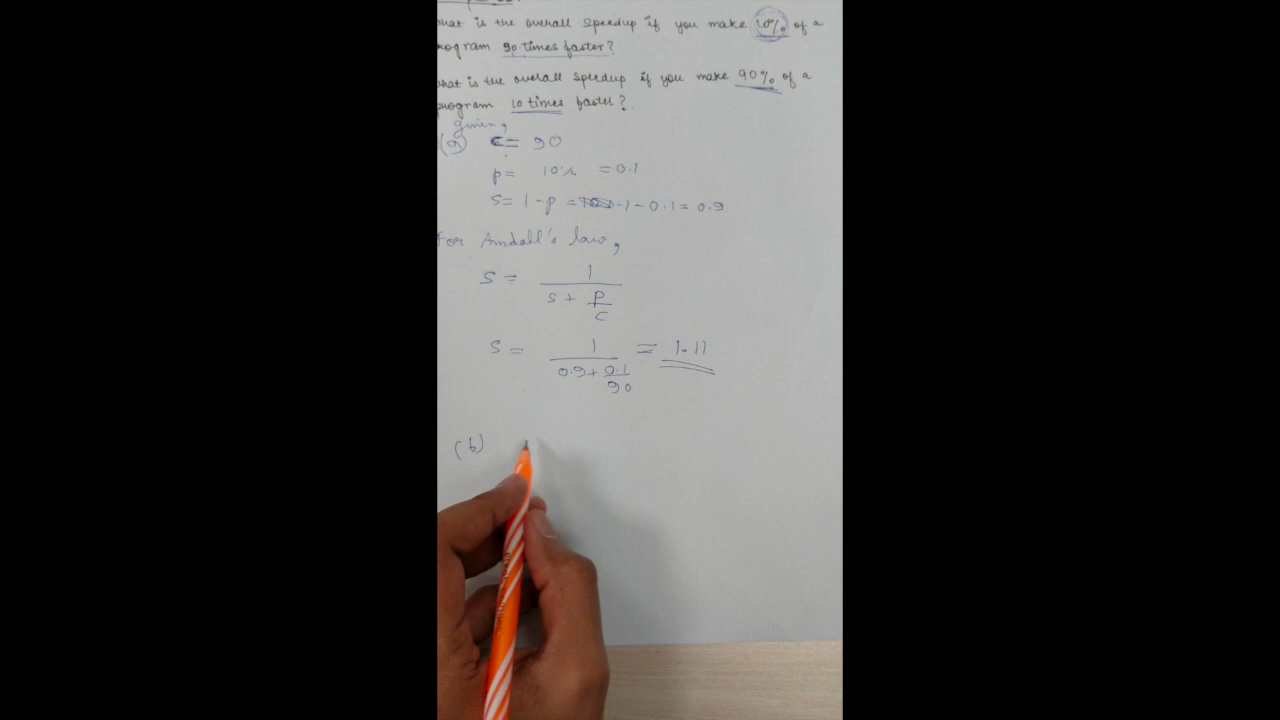 hat is the overall speedup if you make 10% of a
rogram 90 times faster?
hat is the overall speedup if you make 90% of a
program 10 times faster?
given,
(a) c = 90
p = 10% = 0.1
s = 1 - p = 1 - 0.1 = 0.9
For Amdahl's law,
S = 1 / s + p / c
S = 1 / 0.9 + 0.1 / 90 = 1.11
(b)